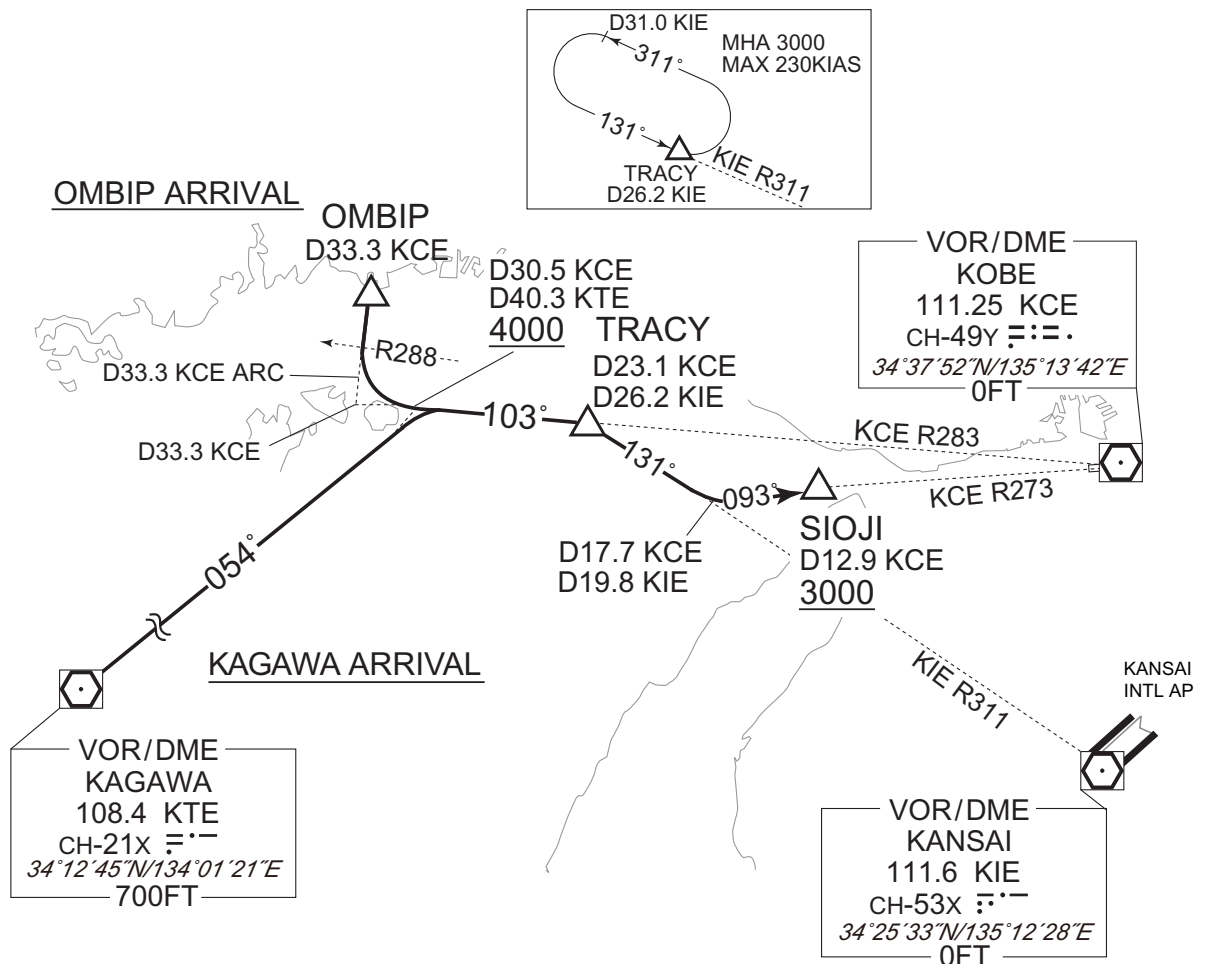 D31.0 KIE
MHA 3000
MAX 230KIAS
311°
131°
TRACY
D26.2 KIE
KIE R311
OMBIP ARRIVAL
OMBIP
D33.3 KCE
D30.5 KCE
D40.3 KTE
4000
TRACY
D23.1 KCE
D26.2 KIE
VOR/DME
KOBE
111.25 KCE
CH-49Y
34°37´52˝N/135°13´42˝E
0FT
R288
D33.3 KCE ARC
D33.3 KCE
103°
131°
093°
KCE R283
KCE R273
SIOJI
D12.9 KCE
3000
D17.7 KCE
D19.8 KIE
054°
KAGAWA ARRIVAL
KIE R311
KANSAI
INTL AP
VOR/DME
KAGAWA
108.4 KTE
CH-21X
34°12´45˝N/134°01´21˝E
700FT
VOR/DME
KANSAI
111.6 KIE
CH-53X
34°25´33˝N/135°12´28˝E
0FT